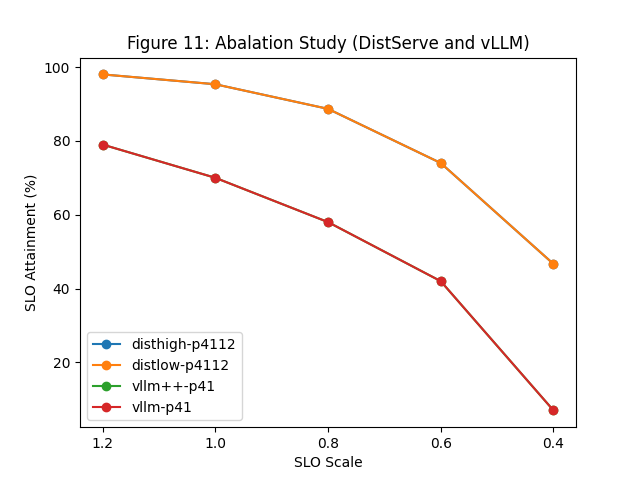 Figure 11: Abalation Study (DistServe and vLLM)
100
80
60
40
20
SLO Attainment (%)
disthigh-p4112
distlow-p4112
vllm++-p41
vllm-p41
1.2 1.0 0.8 0.6 0.4
SLO Scale